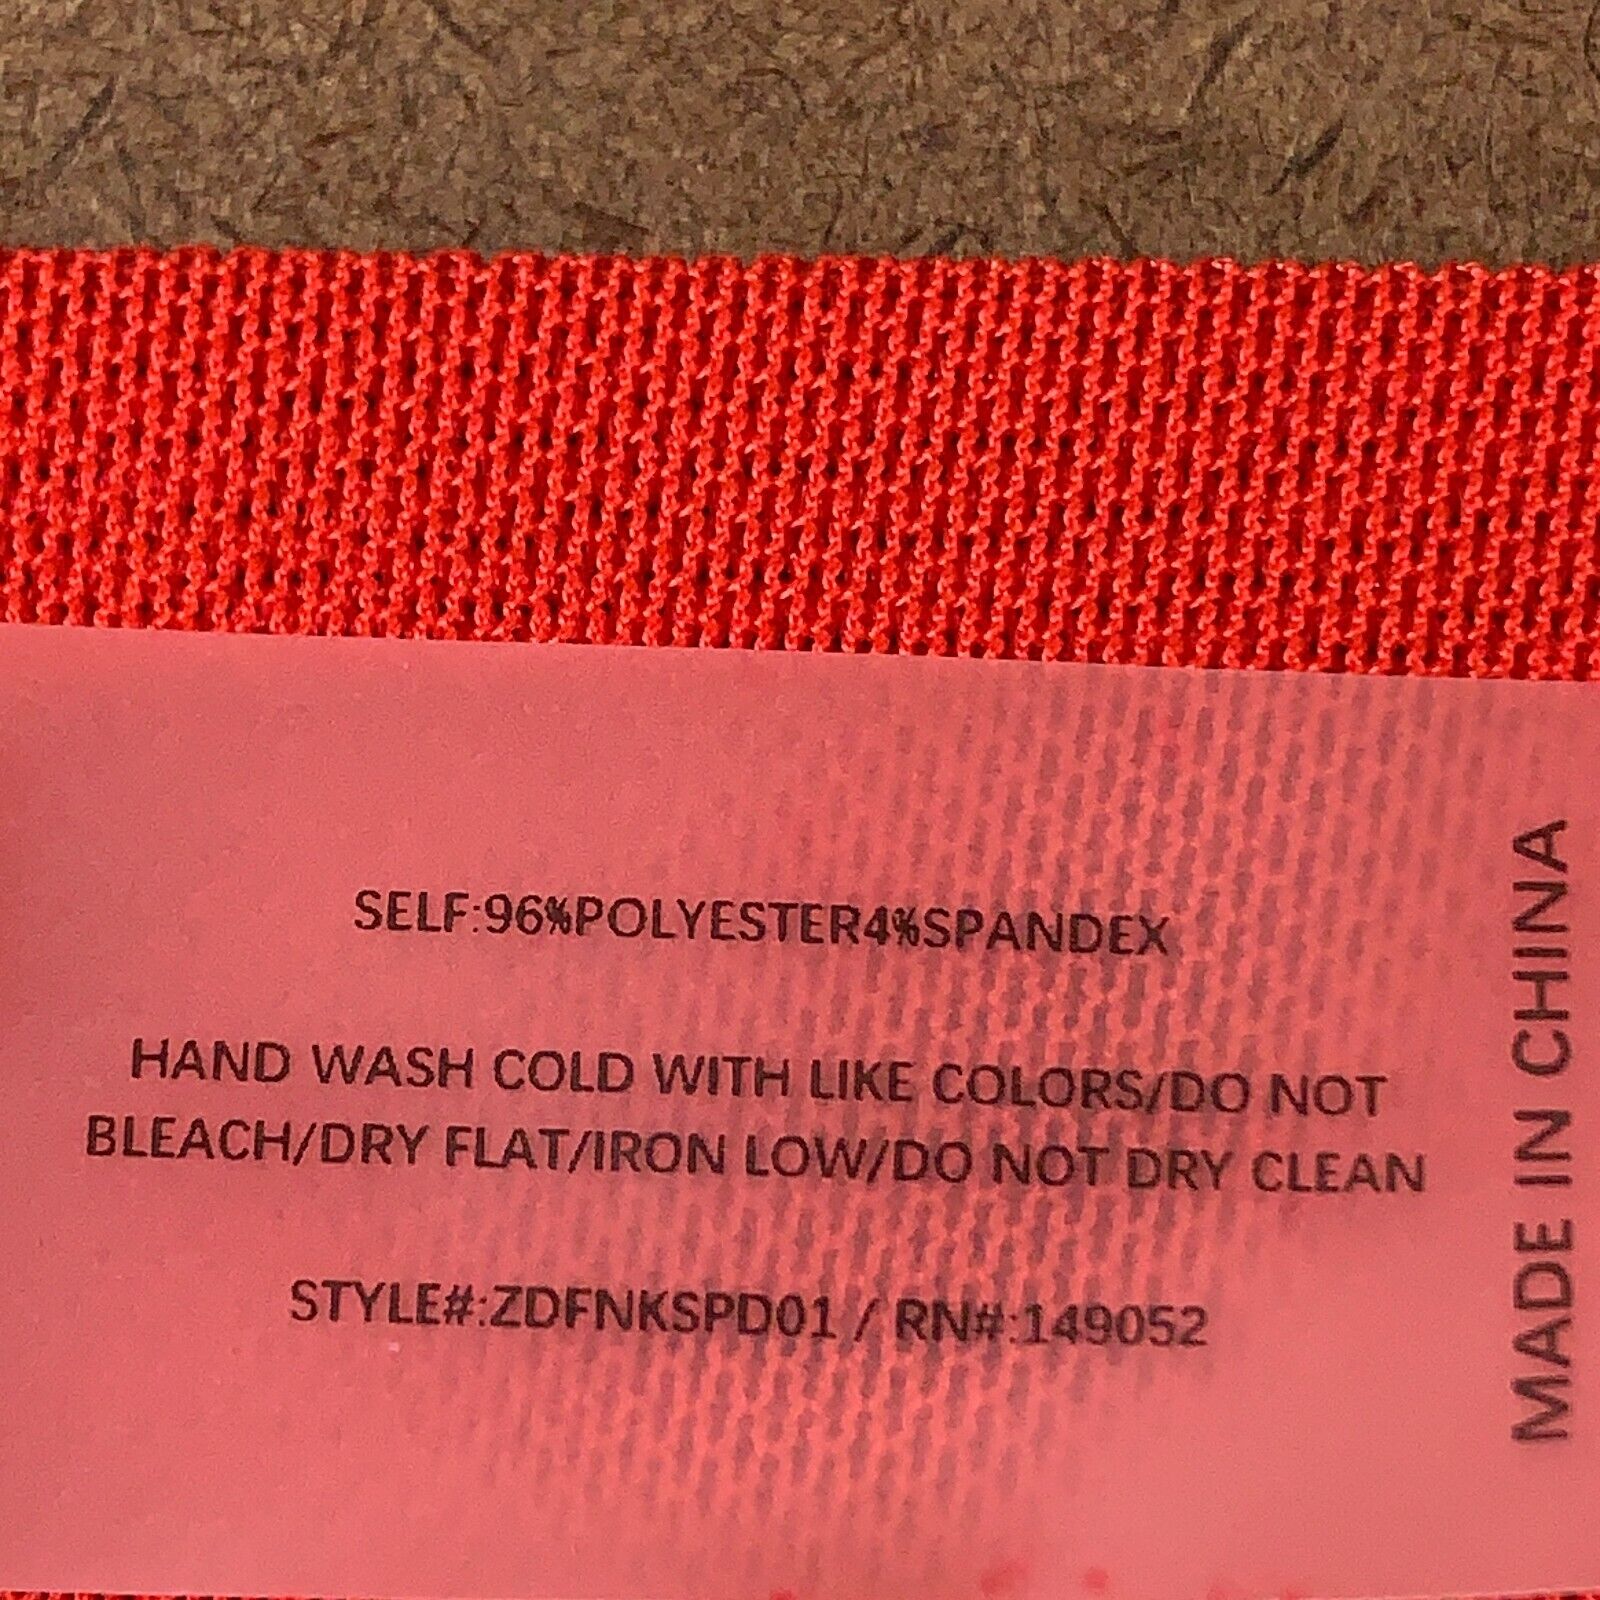 SELF:96%POLYESTER4%SPANDEX
HAND WASH COLD WITH LIKE COLORS/DO NOT
BLEACH/DRY FLAT/IRON LOW/DO NOT DRY CLEAN
STYLE#:ZDFNKSPD01 / RN#:149052
MADE IN CHINA